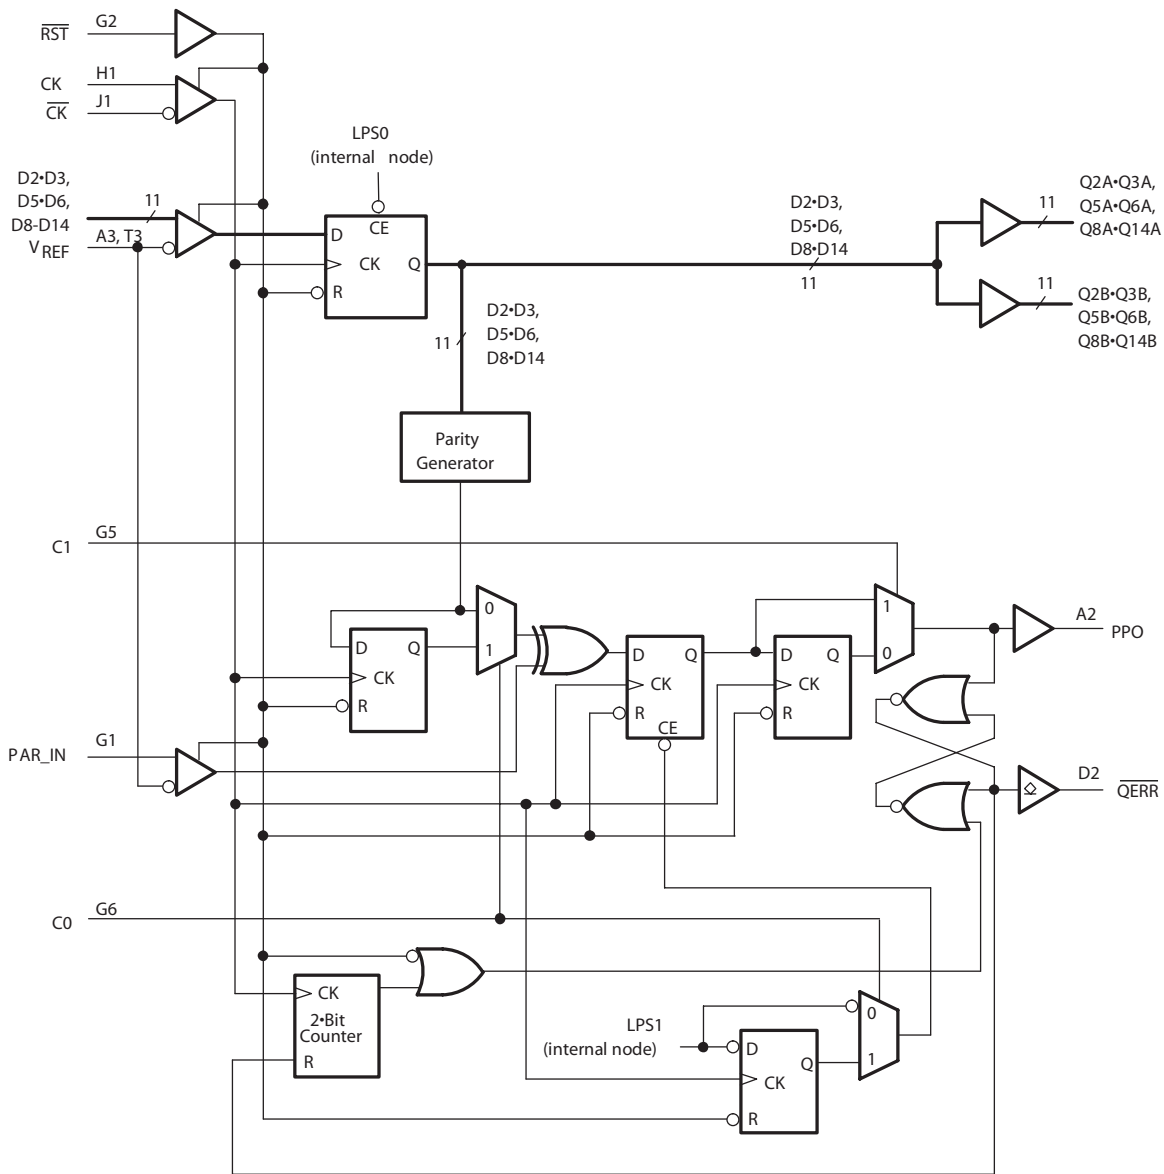 RST G2
CK H1
CK J1
LPS0
(internal node)
D2•D3,
D5•D6,
D8-D14
11
VREF A3, T3
D CE
CK Q
R
D2•D3,
D5•D6,
D8•D14
11
11
Q2A•Q3A,
Q5A•Q6A,
Q8A•Q14A
11
Q2B•Q3B,
Q5B•Q6B,
Q8B•Q14B
11
D2•D3,
D5•D6,
D8•D14
Parity
Generator
C1 G5
0
1
D Q
CK
R
D Q
CK
R
CE
D Q
CK
R
1
0
A2
PPO
PAR_IN G1
D2
QERR
C0 G6
CK
2•Bit
Counter
R
LPS1
(internal node)
D Q
CK
R
0
1